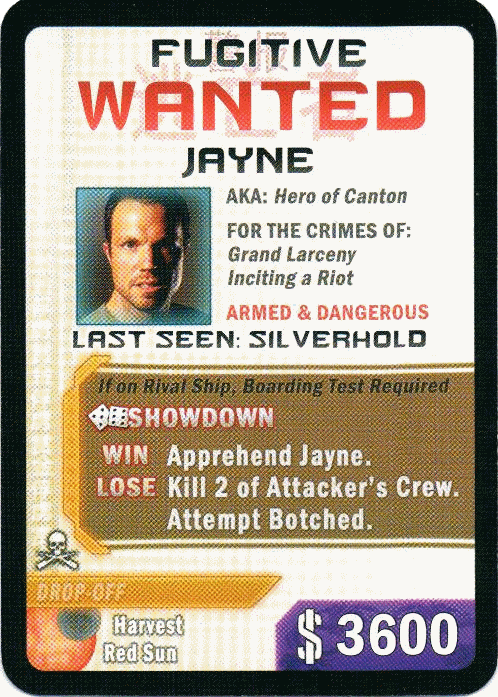 FUGITIVE
WANTED
JAYNE
AKA: Hero of Canton
FOR THE CRIMES OF:
Grand Larceny
Inciting a Riot
ARMED & DANGEROUS
LAST SEEN: SILVERHOLD
If on Rival Ship, Boarding Test Required
SHOWDOWN
WIN Apprehend Jayne.
LOSE Kill 2 of Attacker's Crew.
Attempt Botched.
DROP-OFF
Harvest
Red Sun
$ 3600